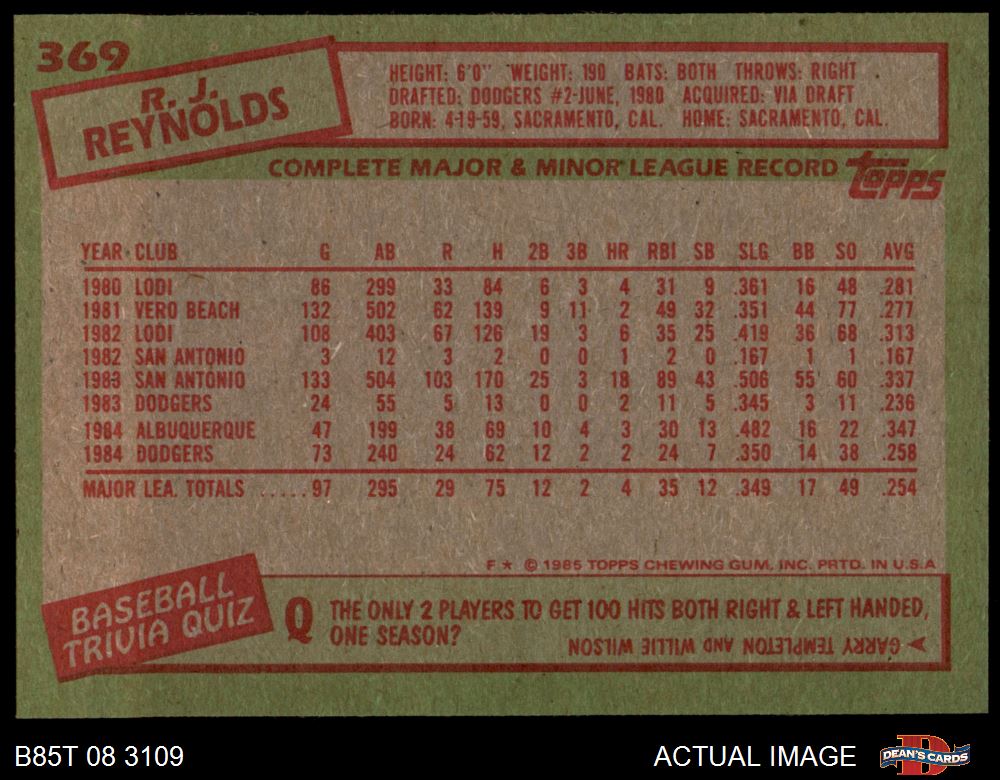 369
R. J.
REYNOLDS
HEIGHT: 6'0" WEIGHT: 190 BATS: BOTH THROWS: RIGHT
DRAFTED: DODGERS #2-JUNE, 1980 ACQUIRED: VIA DRAFT
BORN: 4-19-59, SACRAMENTO, CAL. HOME: SACRAMENTO, CAL.
COMPLETE MAJOR & MINOR LEAGUE RECORD topps
YEAR CLUB G AB R H 2B 3B HR RBI SB SLG BB SO AVG
1980 LODI 86 299 33 84 6 3 4 31 9 .361 16 48 .281
1981 VERO BEACH 132 502 62 139 9 11 2 49 32 .351 44 77 .277
1982 LODI 108 403 67 126 19 3 6 35 25 .419 36 68 .313
1982 SAN ANTONIO 3 12 3 2 0 0 1 2 0 .167 1 1 .167
1983 SAN ANTONIO 133 504 103 170 25 3 18 89 43 .506 55 60 .337
1983 DODGERS 24 55 5 13 0 0 2 11 5 .345 3 11 .236
1984 ALBUQUERQUE 47 199 38 69 10 4 3 30 13 .482 16 22 .347
1984 DODGERS 73 240 24 62 12 2 2 24 7 .350 14 38 .258
MAJOR LEA. TOTALS .....97 295 29 75 12 2 4 35 12 .349 17 49 .254
F * © 1985 TOPPS CHEWING GUM, INC. PRTD. IN U.S.A
BASEBALL
TRIVIA QUIZ
Q THE ONLY 2 PLAYERS TO GET 100 HITS BOTH RIGHT & LEFT HANDED,
ONE SEASON?
GARRY TEMPLETON AND WILLIE WILSON
B85T 08 3109 ACTUAL IMAGE DEAN'S CARDS